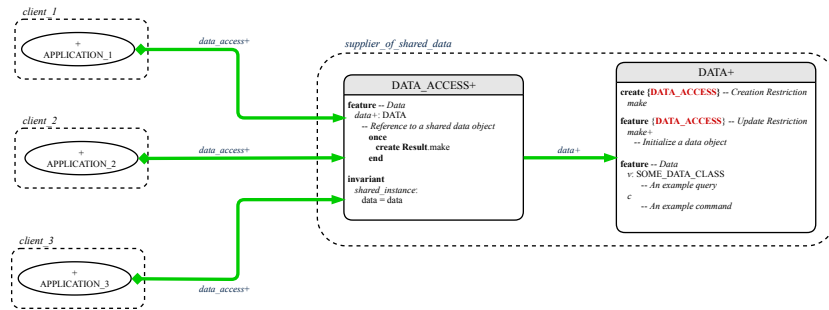 client_1
+
APPLICATION_1
data_access+
client_2
+
APPLICATION_2
data_access+
client_3
+
APPLICATION_3
data_access+
supplier_of_shared_data
DATA_ACCESS+
feature -- Data
data+: DATA
-- Reference to a shared data object
once
create Result.make
end
invariant
shared_instance:
data = data
data+
DATA+
create {DATA_ACCESS} -- Creation Restriction
make
feature {DATA_ACCESS} -- Update Restriction
make+
-- Initialize a data object
feature -- Data
v: SOME_DATA_CLASS
-- An example query
c
-- An example command